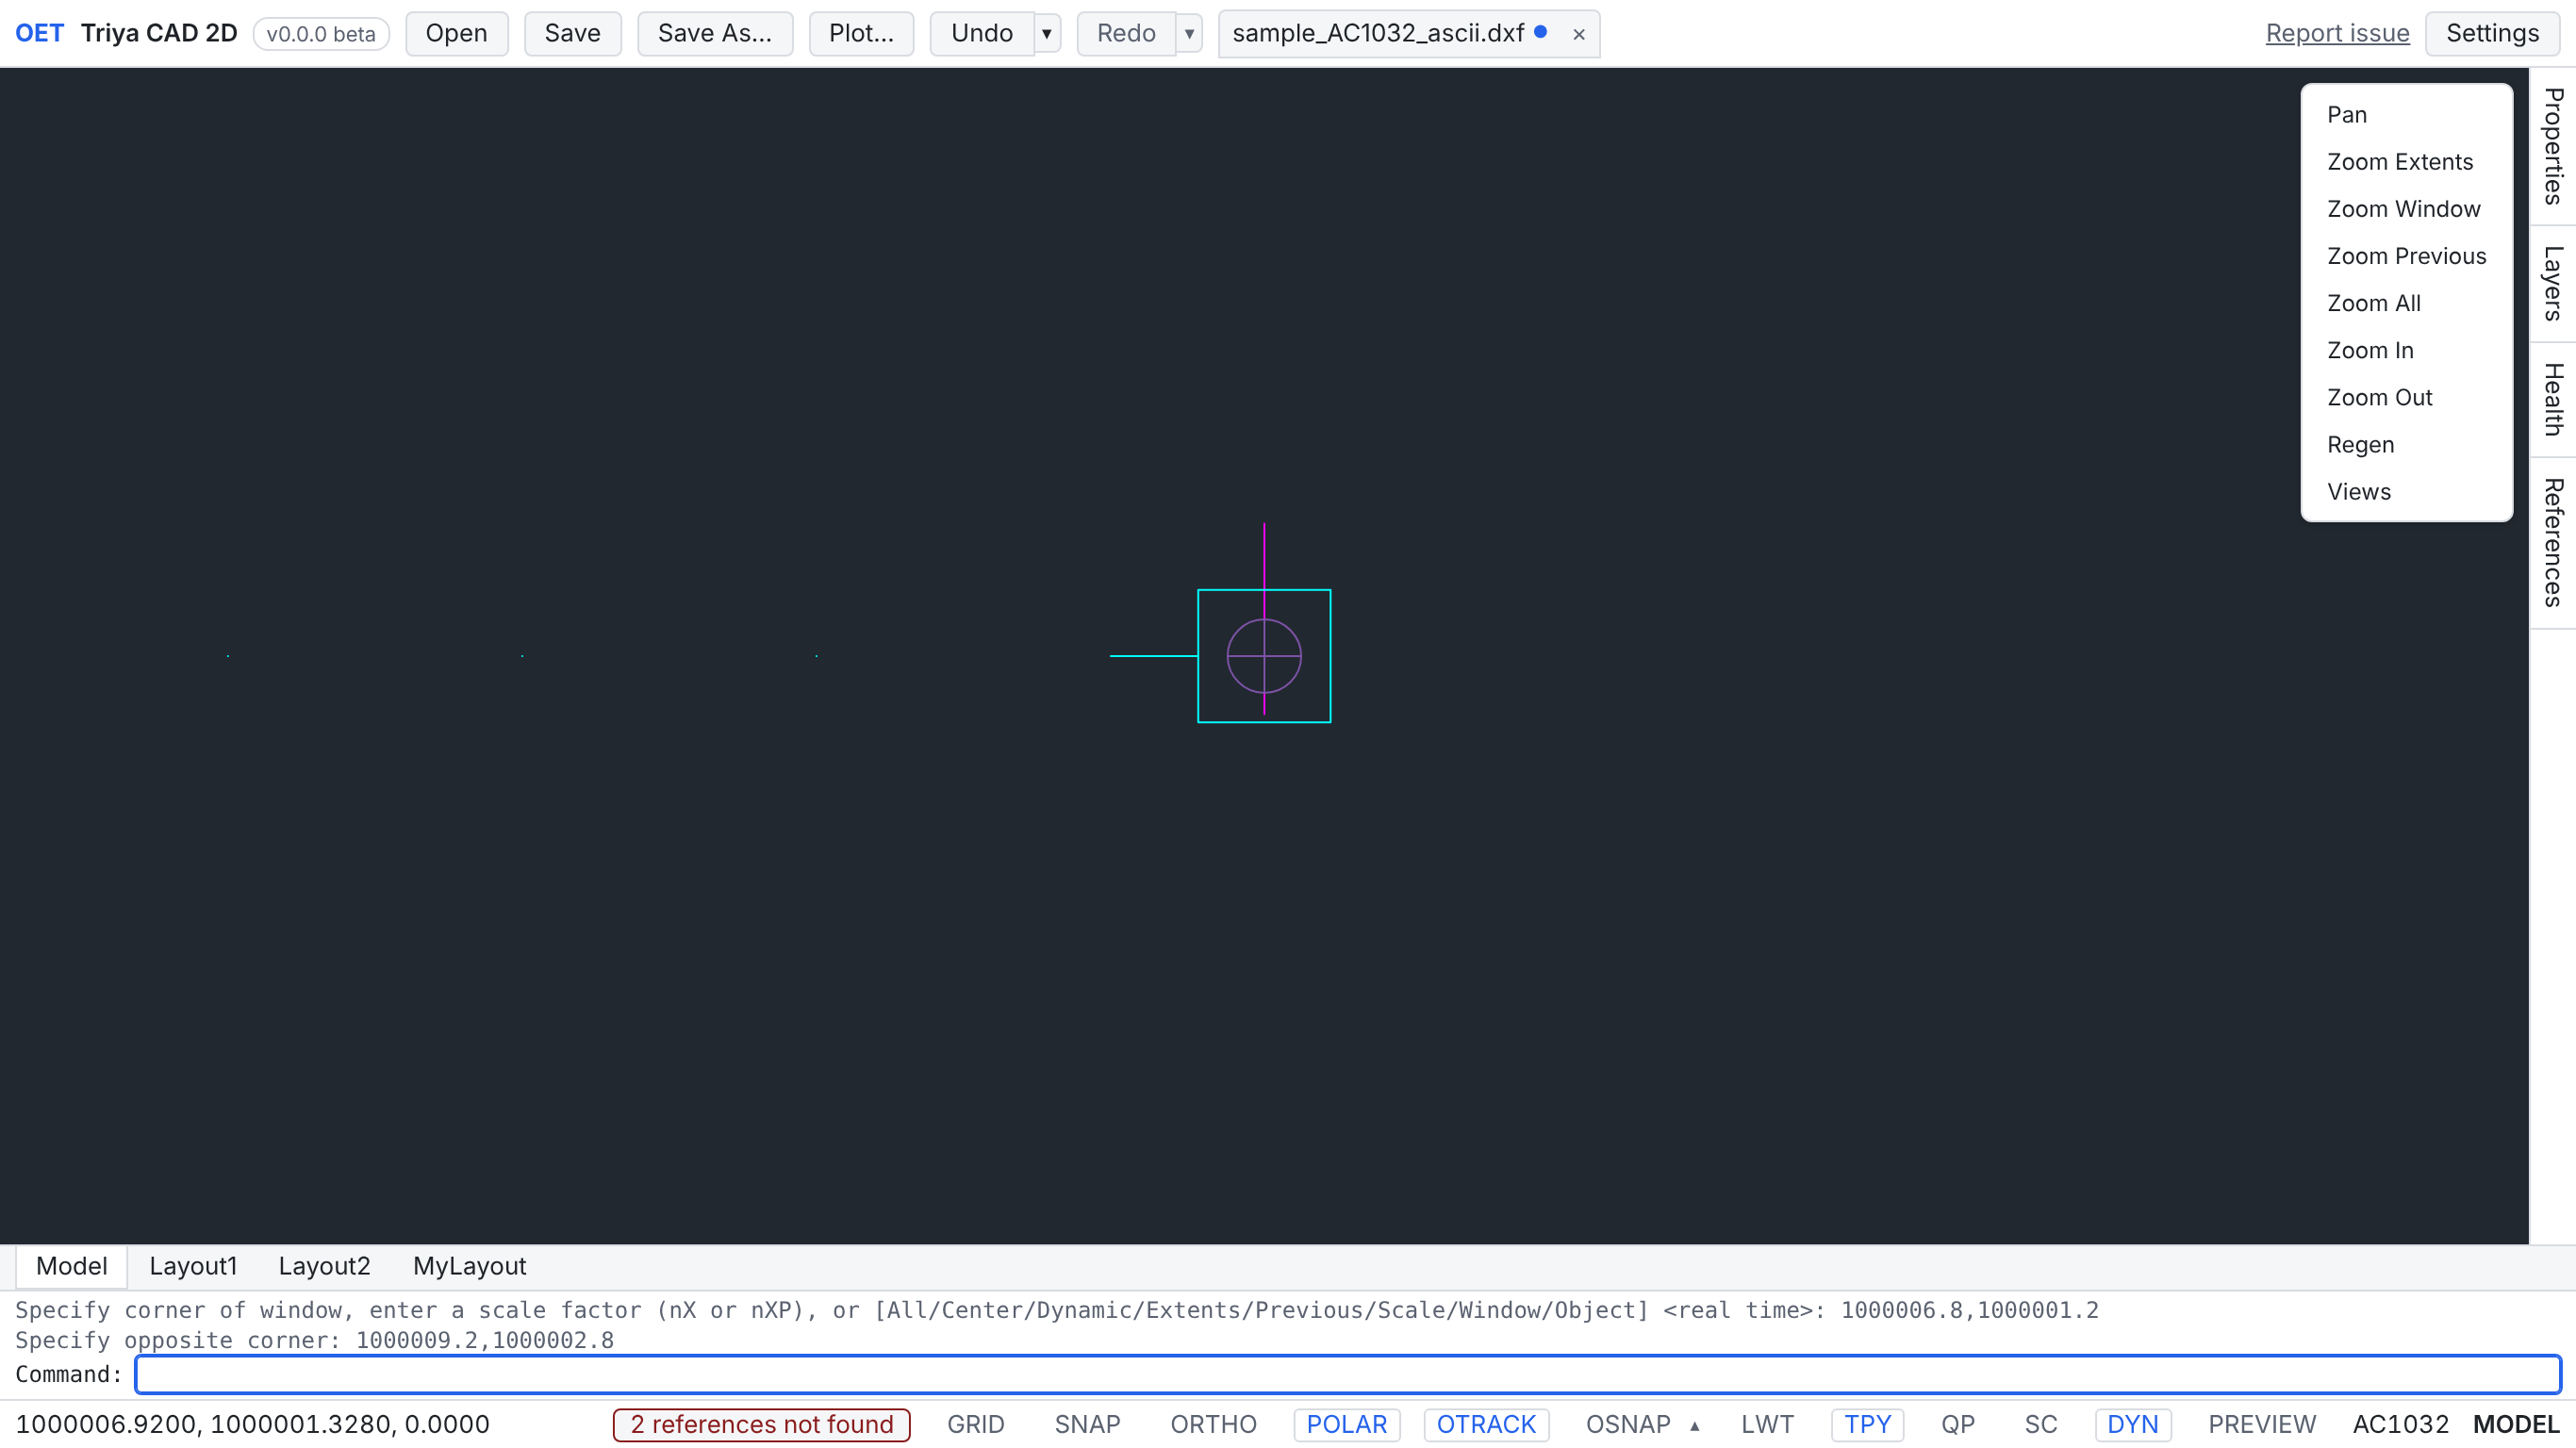 OET Triya CAD 2D v0.0.0 beta Open Save Save As... Plot... Undo ▾ Redo ▾ sample_AC1032_ascii.dxf × Report issue Settings
Pan
Zoom Extents
Zoom Window
Zoom Previous
Zoom All
Zoom In
Zoom Out
Regen
Views
Properties
Layers
Health
References
Model Layout1 Layout2 MyLayout
Specify corner of window, enter a scale factor (nX or nXP), or [All/Center/Dynamic/Extents/Previous/Scale/Window/Object] <real time>: 1000006.8,1000001.2
Specify opposite corner: 1000009.2,1000002.8
Command:
1000006.9200, 1000001.3280, 0.0000 2 references not found GRID SNAP ORTHO POLAR OTRACK OSNAP ▴ LWT TPY QP SC DYN PREVIEW AC1032 MODEL